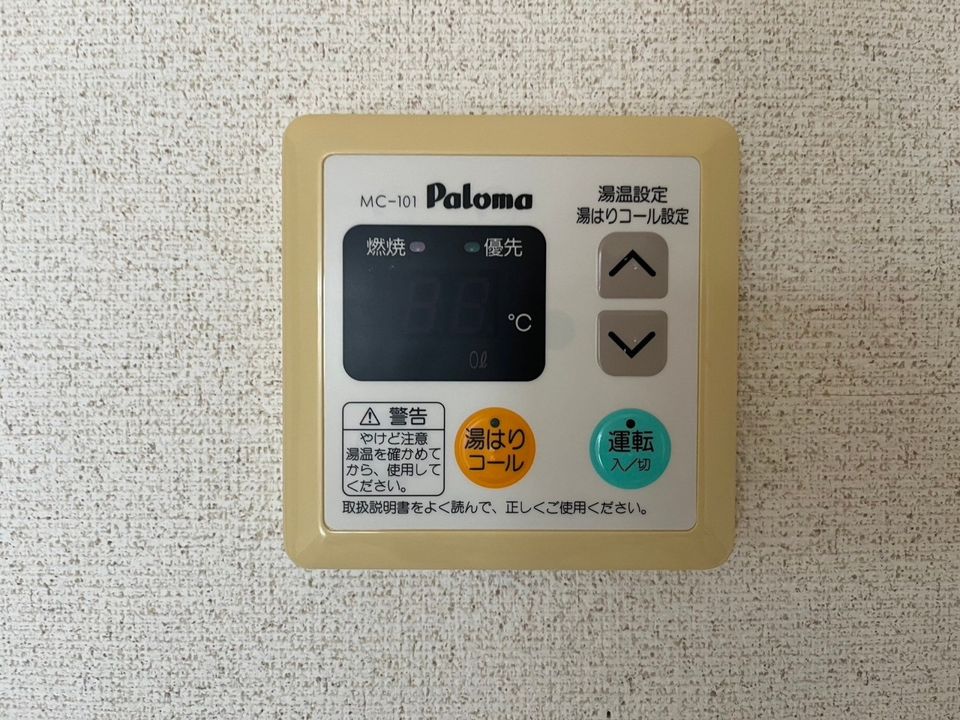 MC-101 Paloma
湯温設定
湯はりコール設定
燃焼 優先
88
℃
0ℓ
⚠ 警告
やけど注意
湯温を確かめて
から、使用して
ください。
湯はり
コール
運転
入/切
取扱説明書をよく読んで、正しくご使用ください。